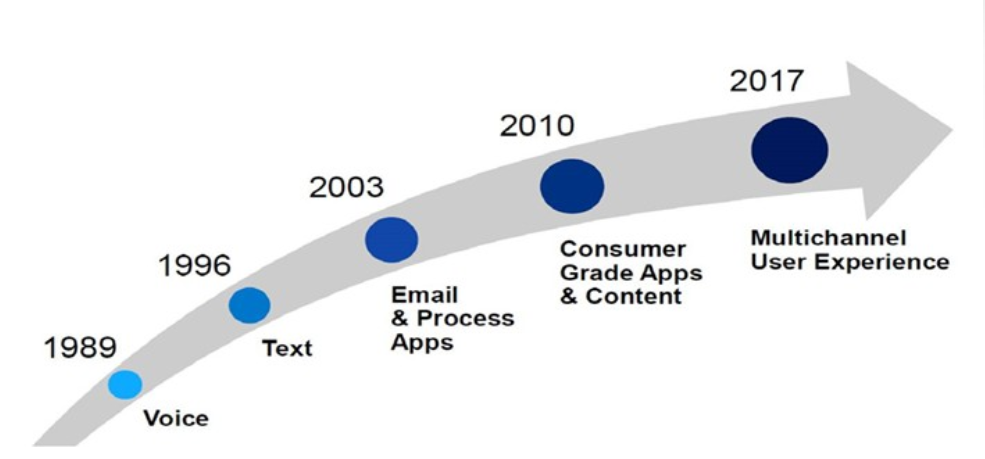 1989
Voice
1996
Text
2003
Email
& Process
Apps
2010
Consumer
Grade Apps
& Content
2017
Multichannel
User Experience